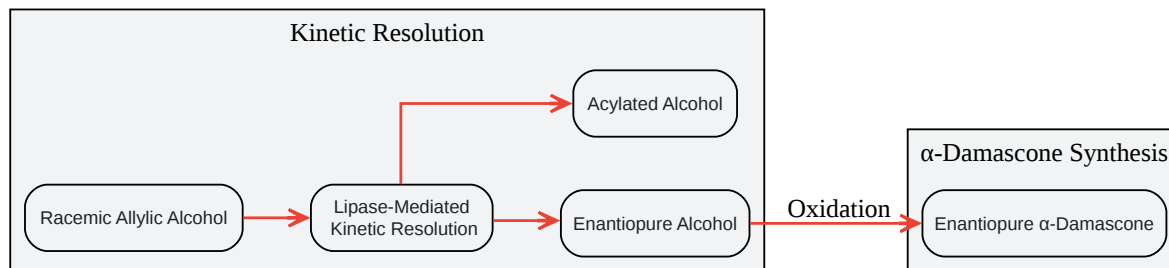 Kinetic Resolution
Acylated Alcohol
α-Damascone Synthesis
Racemic Allylic Alcohol
Lipase-Mediated
Kinetic Resolution
Enantiopure Alcohol
Oxidation
Enantiopure α-Damascone